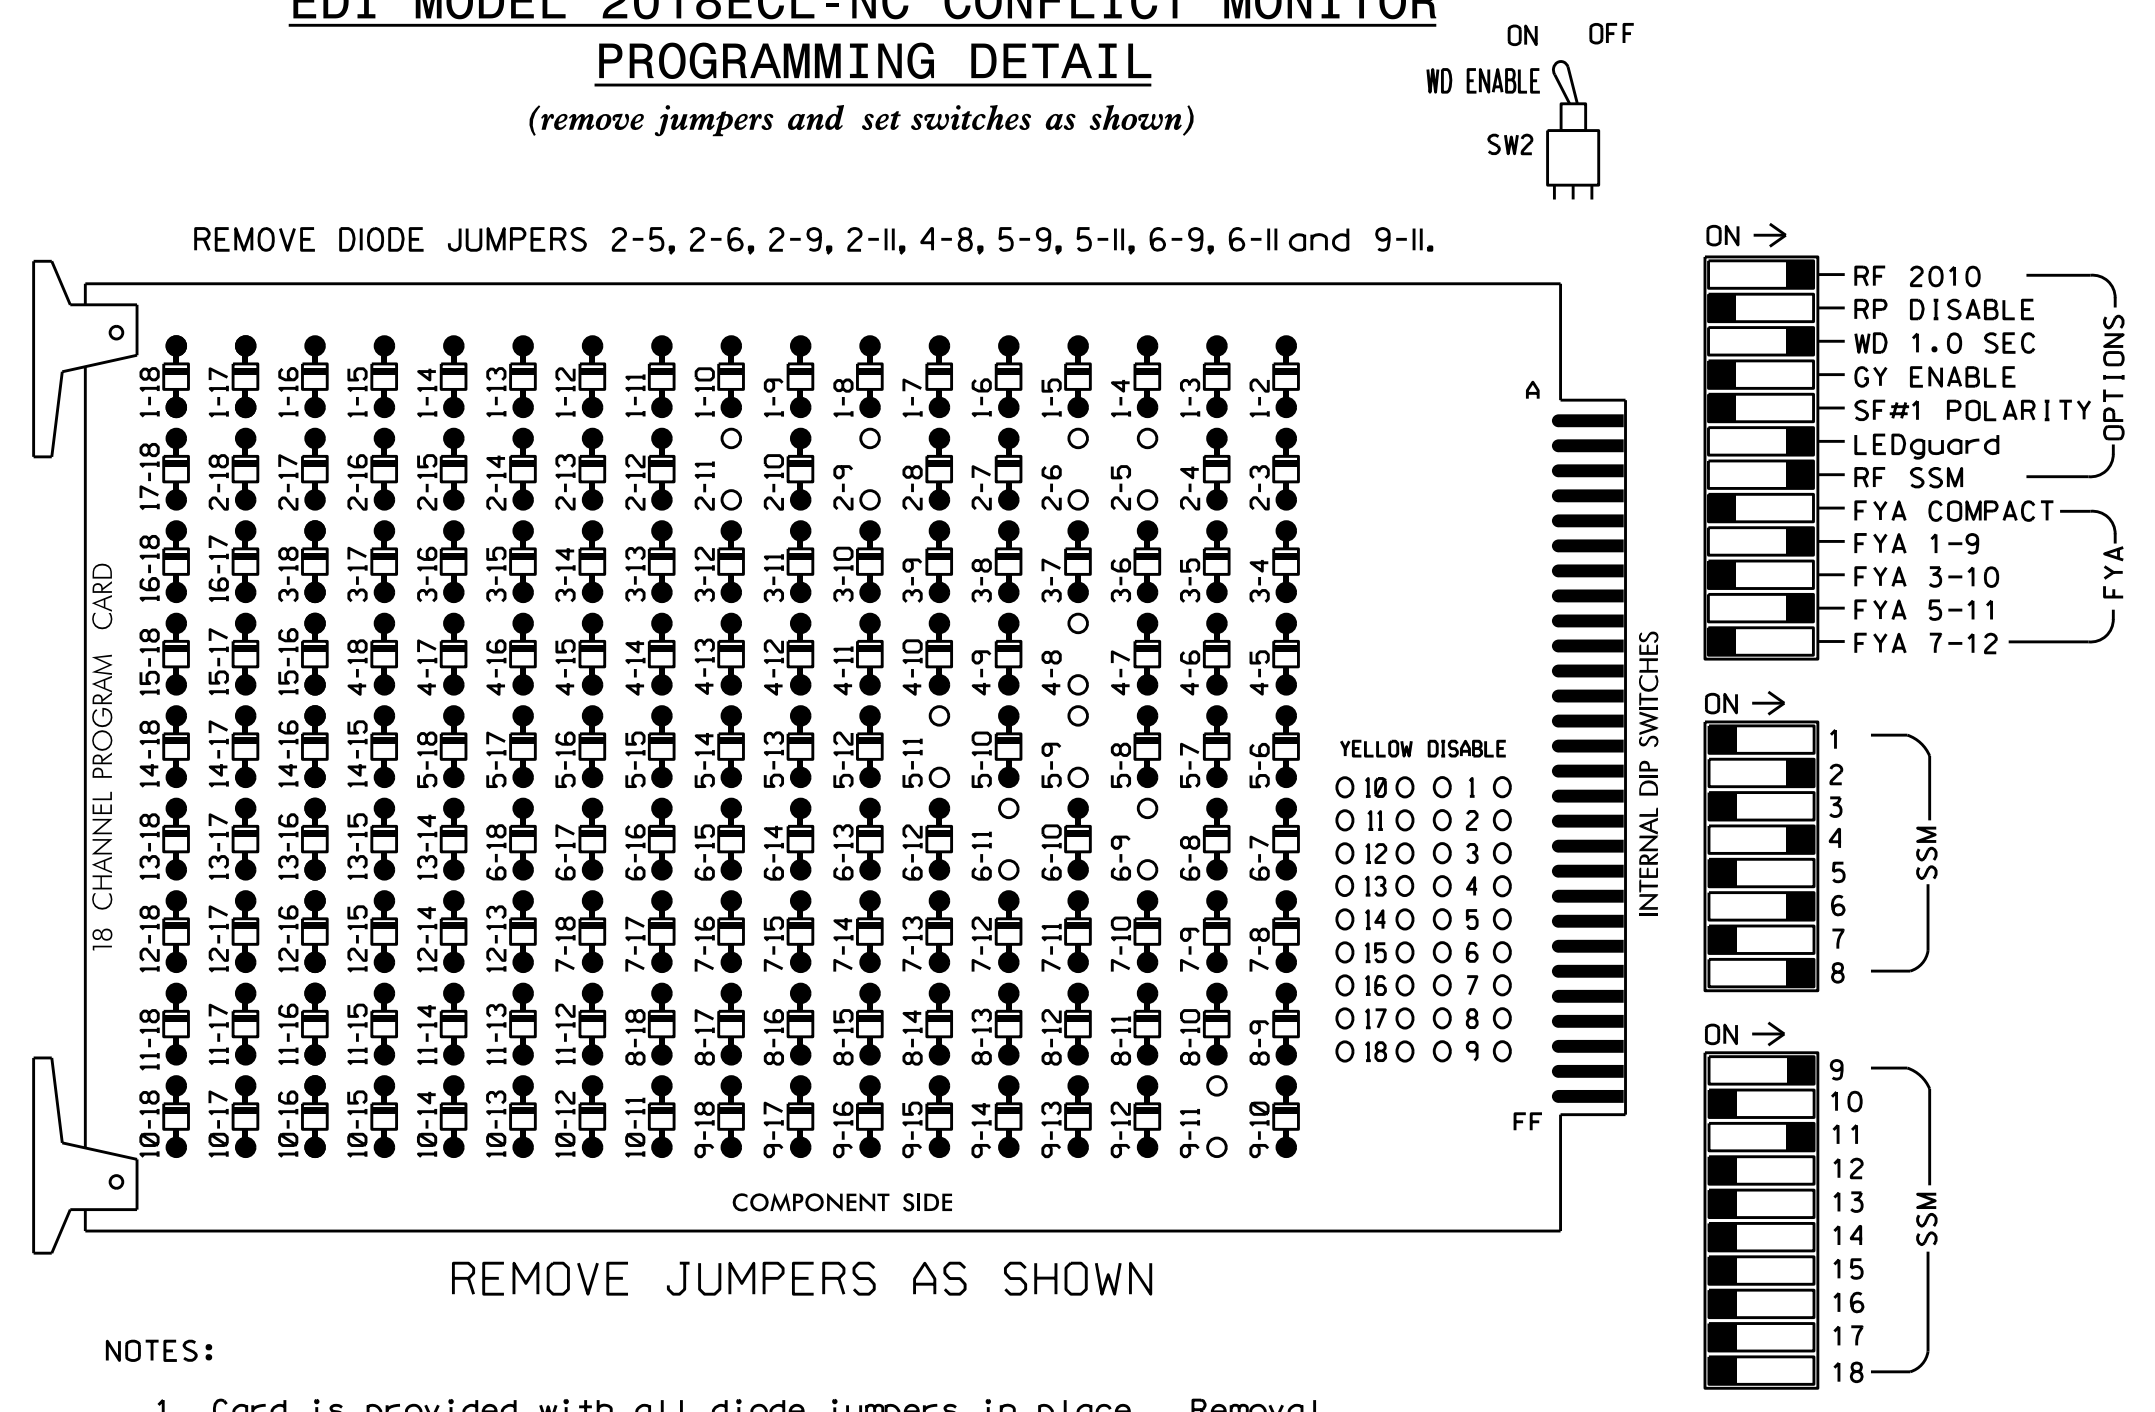 EDI MODEL 2018ECL-NC CONFLICT MONITOR
PROGRAMMING DETAIL
(remove jumpers and set switches as shown)
ON OFF
WD ENABLE
SW2
REMOVE DIODE JUMPERS 2-5, 2-6, 2-9, 2-11, 4-8, 5-9, 5-11, 6-9, 6-11 and 9-11.
18 CHANNEL PROGRAM CARD
1-18 1-17 1-16 1-15 1-14 1-13 1-12 1-11 1-10 1-9 1-8 1-7 1-6 1-5 1-4 1-3 1-2
17-18 2-18 2-17 2-16 2-15 2-14 2-13 2-12 2-11 2-10 2-9 2-8 2-7 2-6 2-5 2-4 2-3
16-18 16-17 3-18 3-17 3-16 3-15 3-14 3-13 3-12 3-11 3-10 3-9 3-8 3-7 3-6 3-5 3-4
15-18 15-17 15-16 4-18 4-17 4-16 4-15 4-14 4-13 4-12 4-11 4-10 4-9 4-8 4-7 4-6 4-5
14-18 14-17 14-16 14-15 5-18 5-17 5-16 5-15 5-14 5-13 5-12 5-11 5-10 5-9 5-8 5-7 5-6
13-18 13-17 13-16 13-15 13-14 6-18 6-17 6-16 6-15 6-14 6-13 6-12 6-11 6-10 6-9 6-8 6-7
12-18 12-17 12-16 12-15 12-14 12-13 7-18 7-17 7-16 7-15 7-14 7-13 7-12 7-11 7-10 7-9 7-8
11-18 11-17 11-16 11-15 11-14 11-13 11-12 8-18 8-17 8-16 8-15 8-14 8-13 8-12 8-11 8-10 8-9
10-18 10-17 10-16 10-15 10-14 10-13 10-12 10-11 9-18 9-17 9-16 9-15 9-14 9-13 9-12 9-11 9-10
YELLOW DISABLE
10 1
11 2
12 3
13 4
14 5
15 6
16 7
17 8
18 9
A
FF
COMPONENT SIDE
REMOVE JUMPERS AS SHOWN
INTERNAL DIP SWITCHES
ON
RF 2010
RP DISABLE
WD 1.0 SEC
GY ENABLE
SF#1 POLARITY
LEDguard
RF SSM
OPTIONS
FYA COMPACT
FYA 1-9
FYA 3-10
FYA 5-11
FYA 7-12
FYA
ON
1
2
3
4
5
6
7
8
SSM
ON
9
10
11
12
13
14
15
16
17
18
SSM
NOTES:
1. Card is provided with all diode jumpers in place. Removal